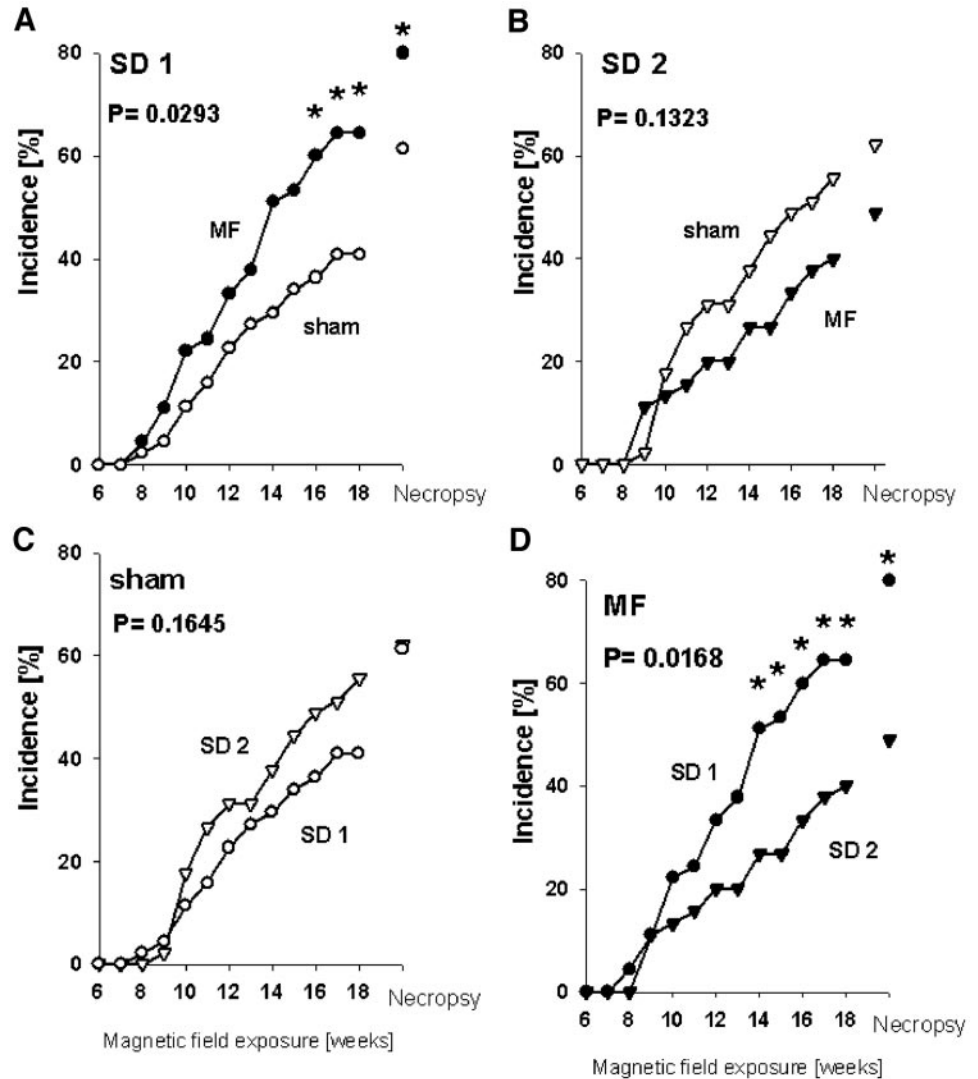 A
SD 1
P= 0.0293
*
* * *
80
60
40
20
0
Incidence [%]
MF
sham
6 8 10 12 14 16 18 Necropsy
B
SD 2
P= 0.1323
80
60
40
20
0
Incidence [%]
sham
MF
6 8 10 12 14 16 18 Necropsy
C
sham
P= 0.1645
80
60
40
20
0
Incidence [%]
SD 2
SD 1
6 8 10 12 14 16 18 Necropsy
Magnetic field exposure [weeks]
D
MF
P= 0.0168
*
* * * * *
80
60
40
20
0
Incidence [%]
SD 1
SD 2
6 8 10 12 14 16 18 Necropsy
Magnetic field exposure [weeks]